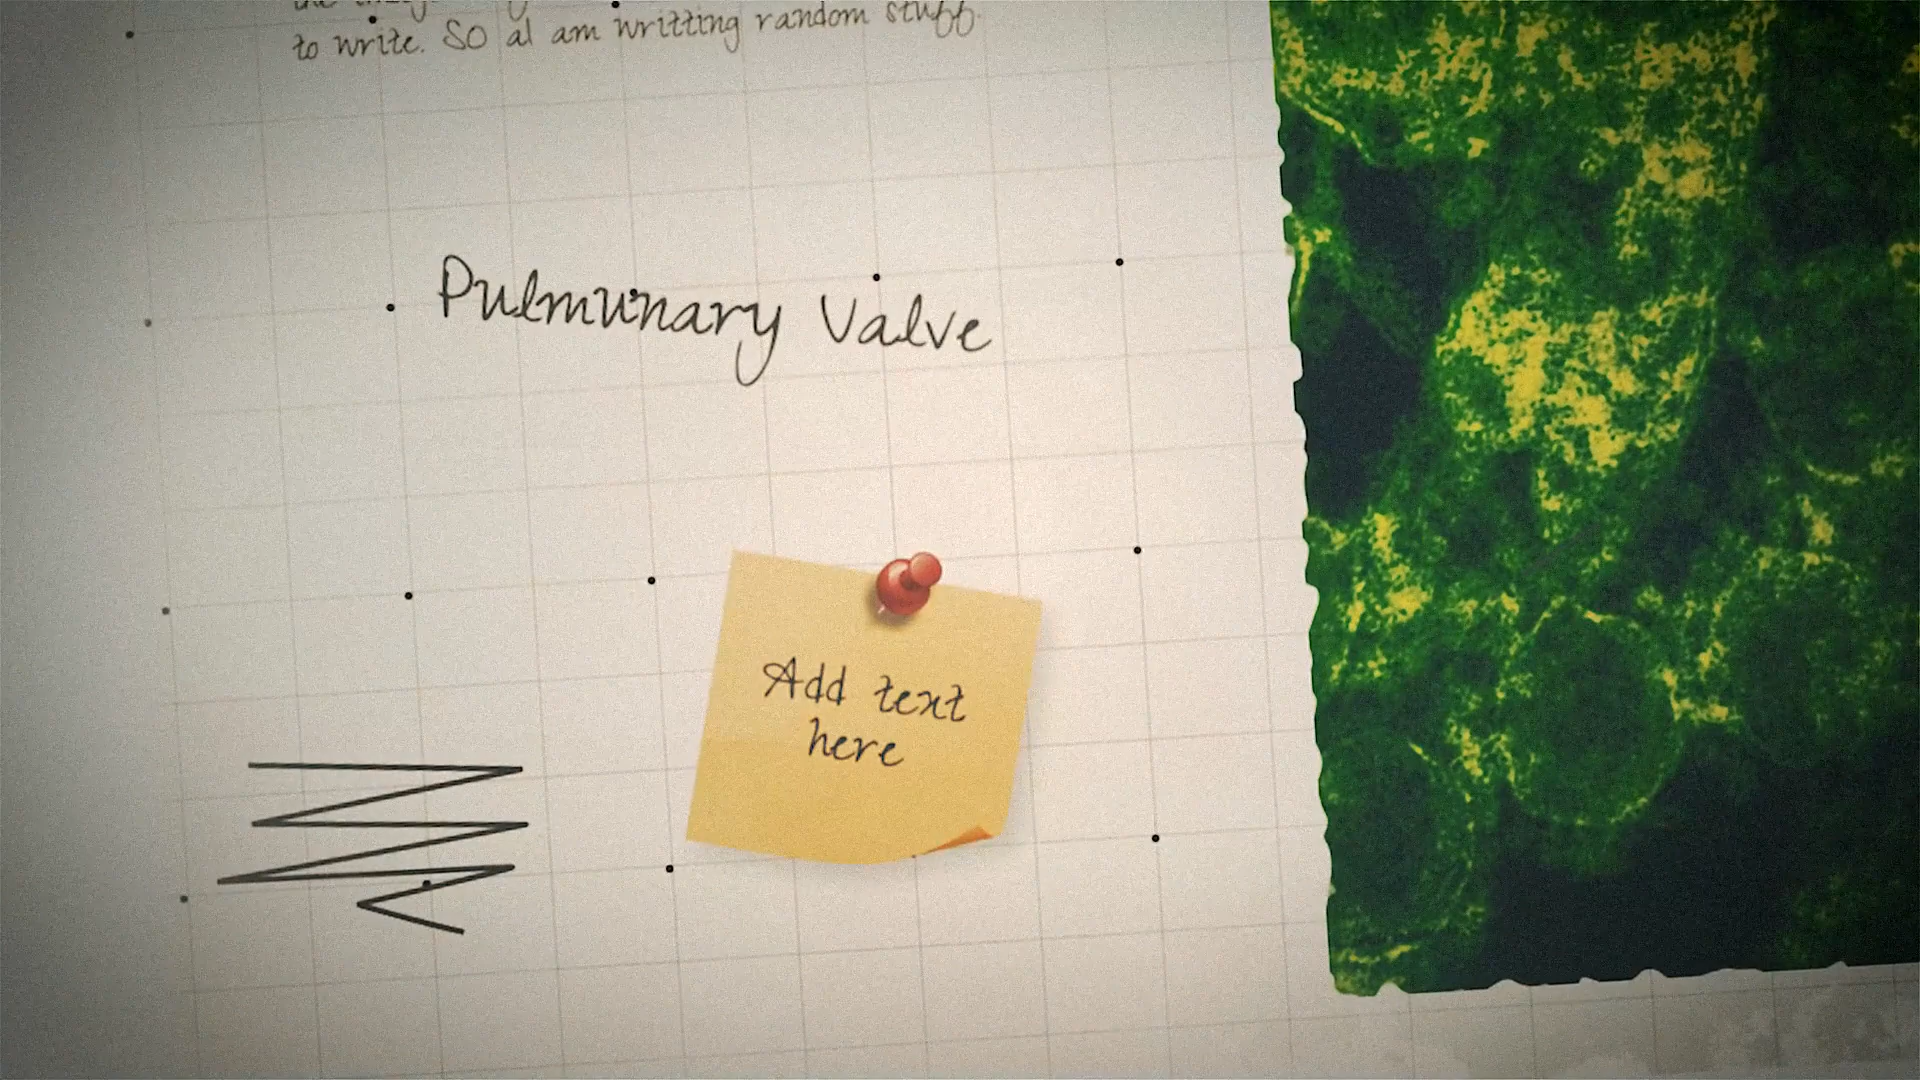 to write. SO al am writting random stuff.
Pulmunary Valve
Add text
here